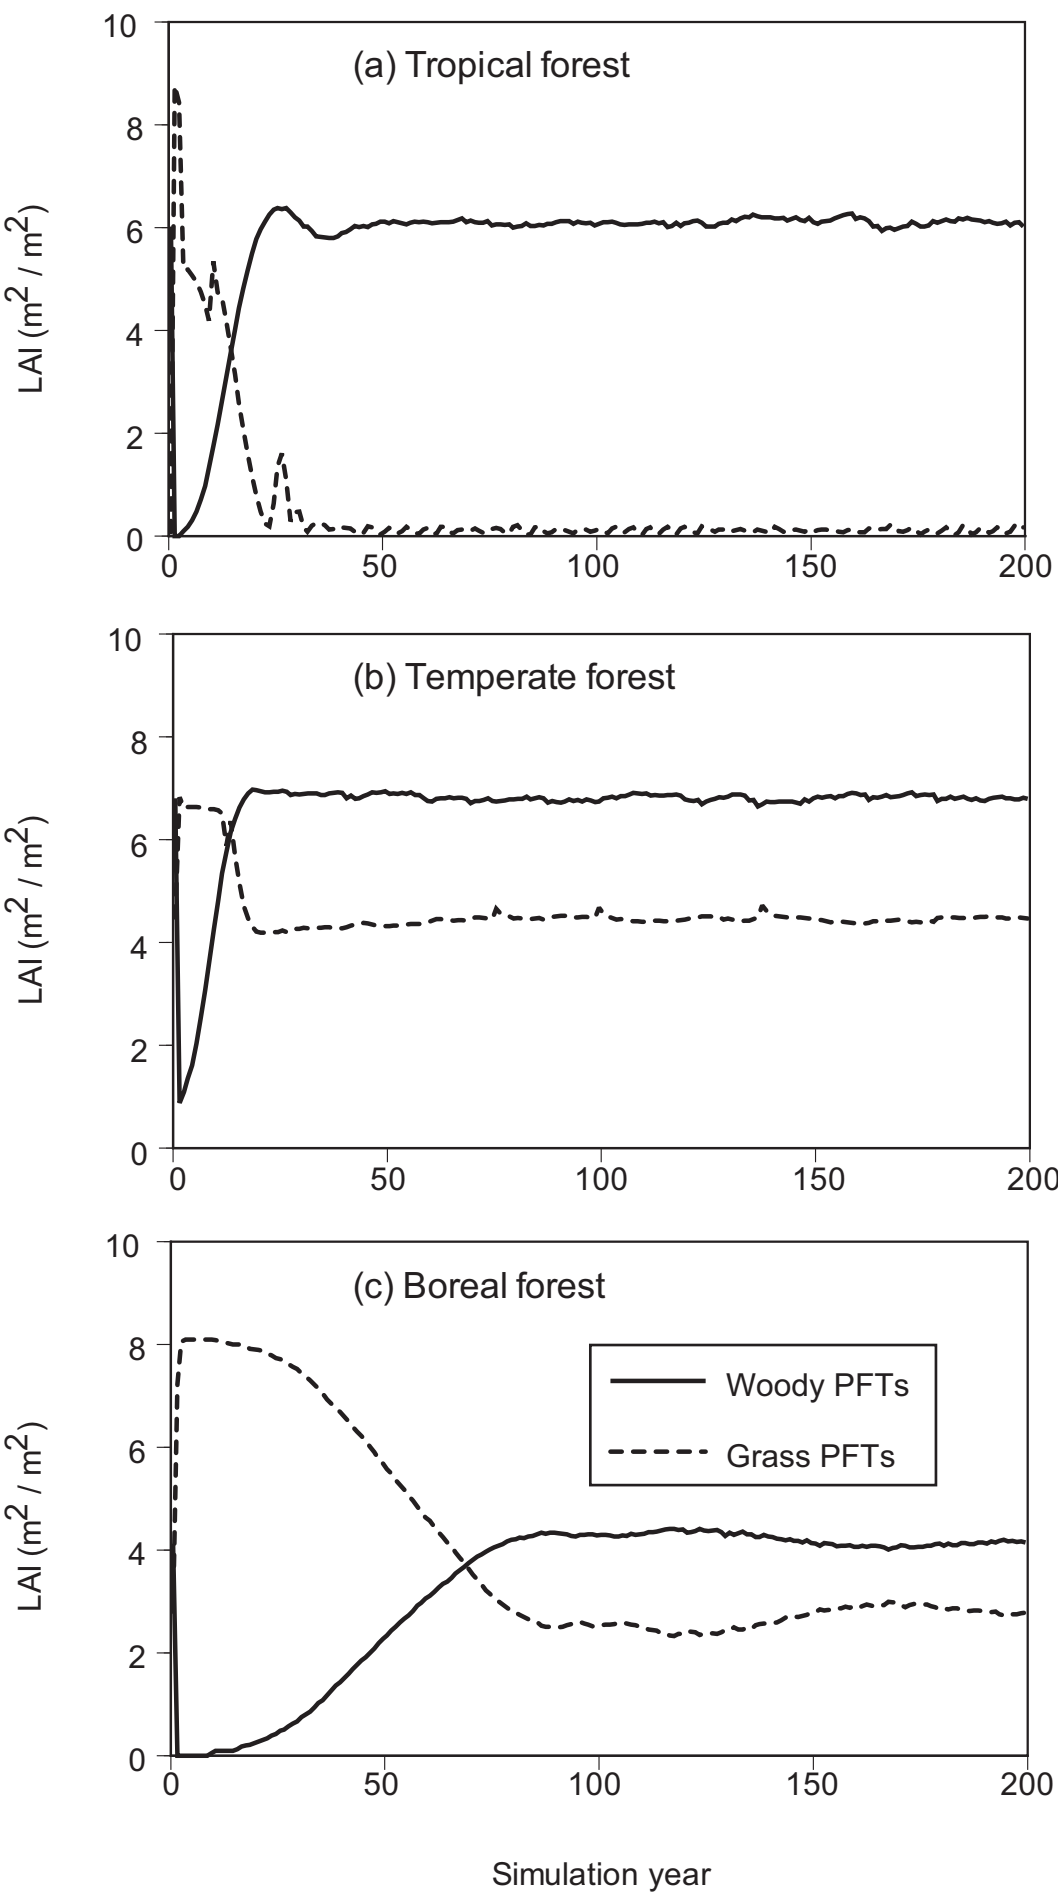 (a) Tropical forest
LAI (m2 / m2)
10
8
6
4
2
0
0 50 100 150 200
(b) Temperate forest
LAI (m2 / m2)
10
8
6
4
2
0
0 50 100 150 200
(c) Boreal forest
LAI (m2 / m2)
10
8
6
4
2
0
Woody PFTs
Grass PFTs
0 50 100 150 200
Simulation year